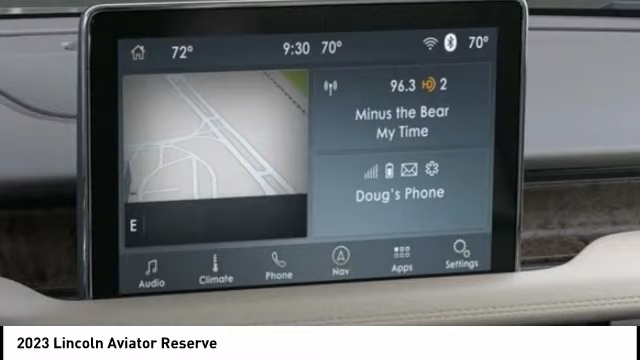 72° 9:30 70° 70°
96.3 HD 2
Minus the Bear
My Time
Doug's Phone
E
Audio Climate Phone Nav Apps Settings
2023 Lincoln Aviator Reserve